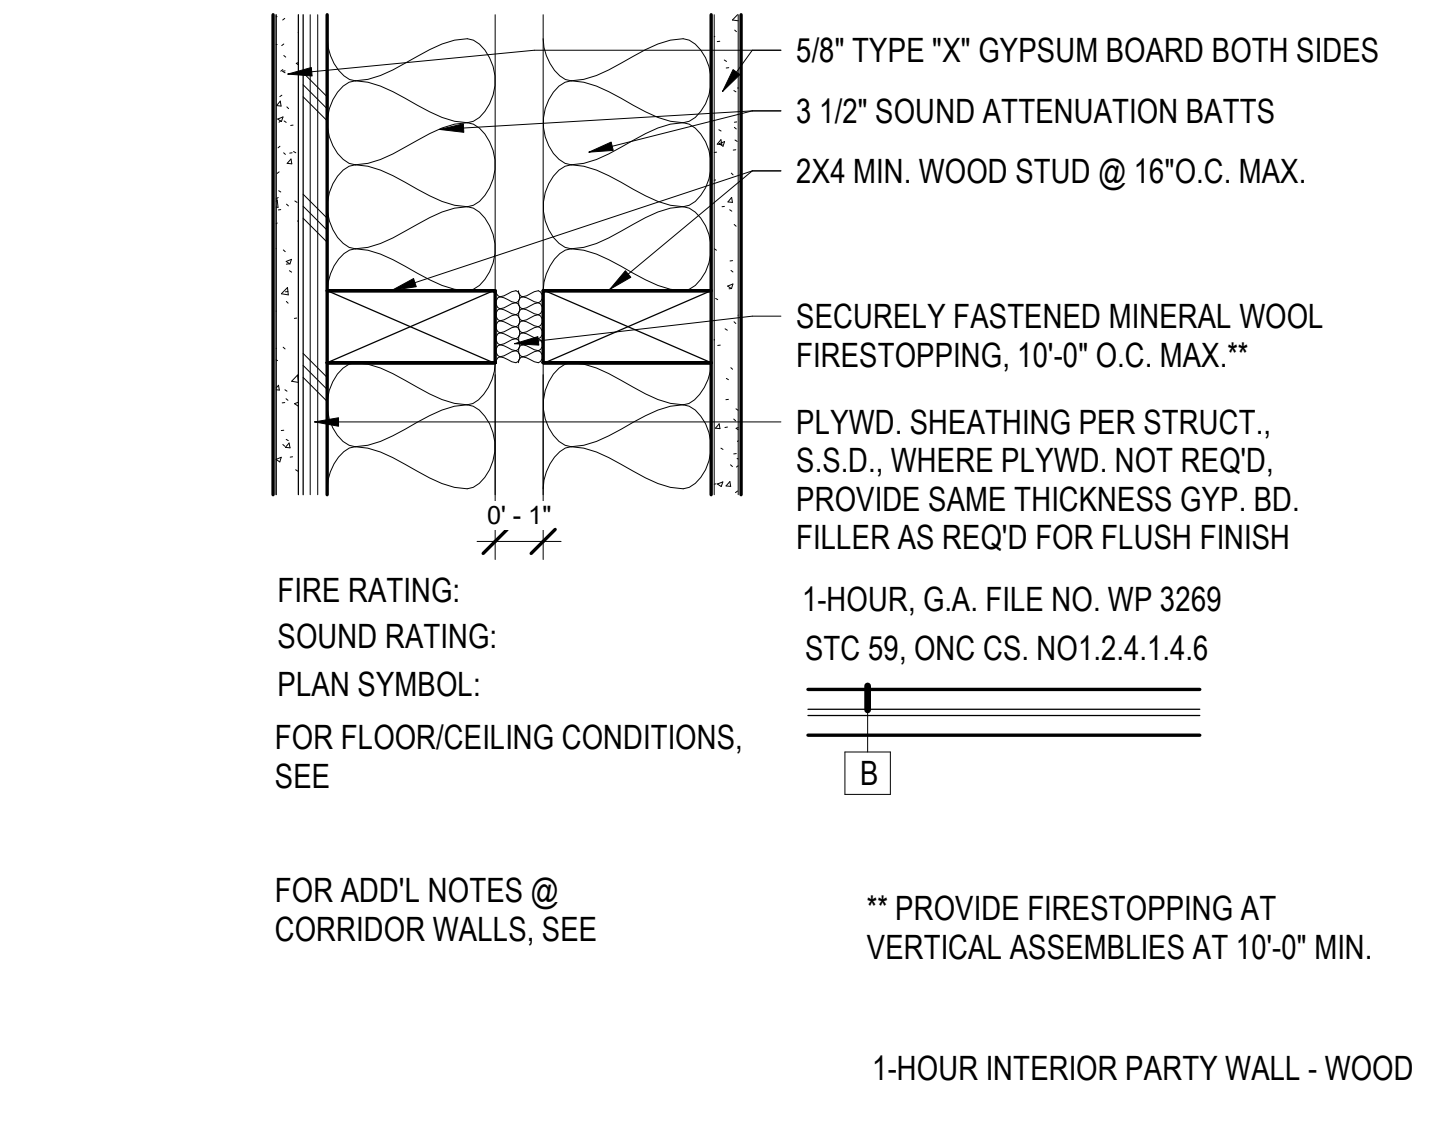 5/8" TYPE "X" GYPSUM BOARD BOTH SIDES
3 1/2" SOUND ATTENUATION BATTS
2X4 MIN. WOOD STUD @ 16"O.C. MAX.
SECURELY FASTENED MINERAL WOOL
FIRESTOPPING, 10'-0" O.C. MAX.**
PLYWD. SHEATHING PER STRUCT.,
S.S.D., WHERE PLYWD. NOT REQ'D,
PROVIDE SAME THICKNESS GYP. BD.
FILLER AS REQ'D FOR FLUSH FINISH
0' - 1"
FIRE RATING:
1-HOUR, G.A. FILE NO. WP 3269
SOUND RATING:
STC 59, ONC CS. NO1.2.4.1.4.6
PLAN SYMBOL:
B
FOR FLOOR/CEILING CONDITIONS,
SEE
FOR ADD'L NOTES @
CORRIDOR WALLS, SEE
** PROVIDE FIRESTOPPING AT
VERTICAL ASSEMBLIES AT 10'-0" MIN.
1-HOUR INTERIOR PARTY WALL - WOOD